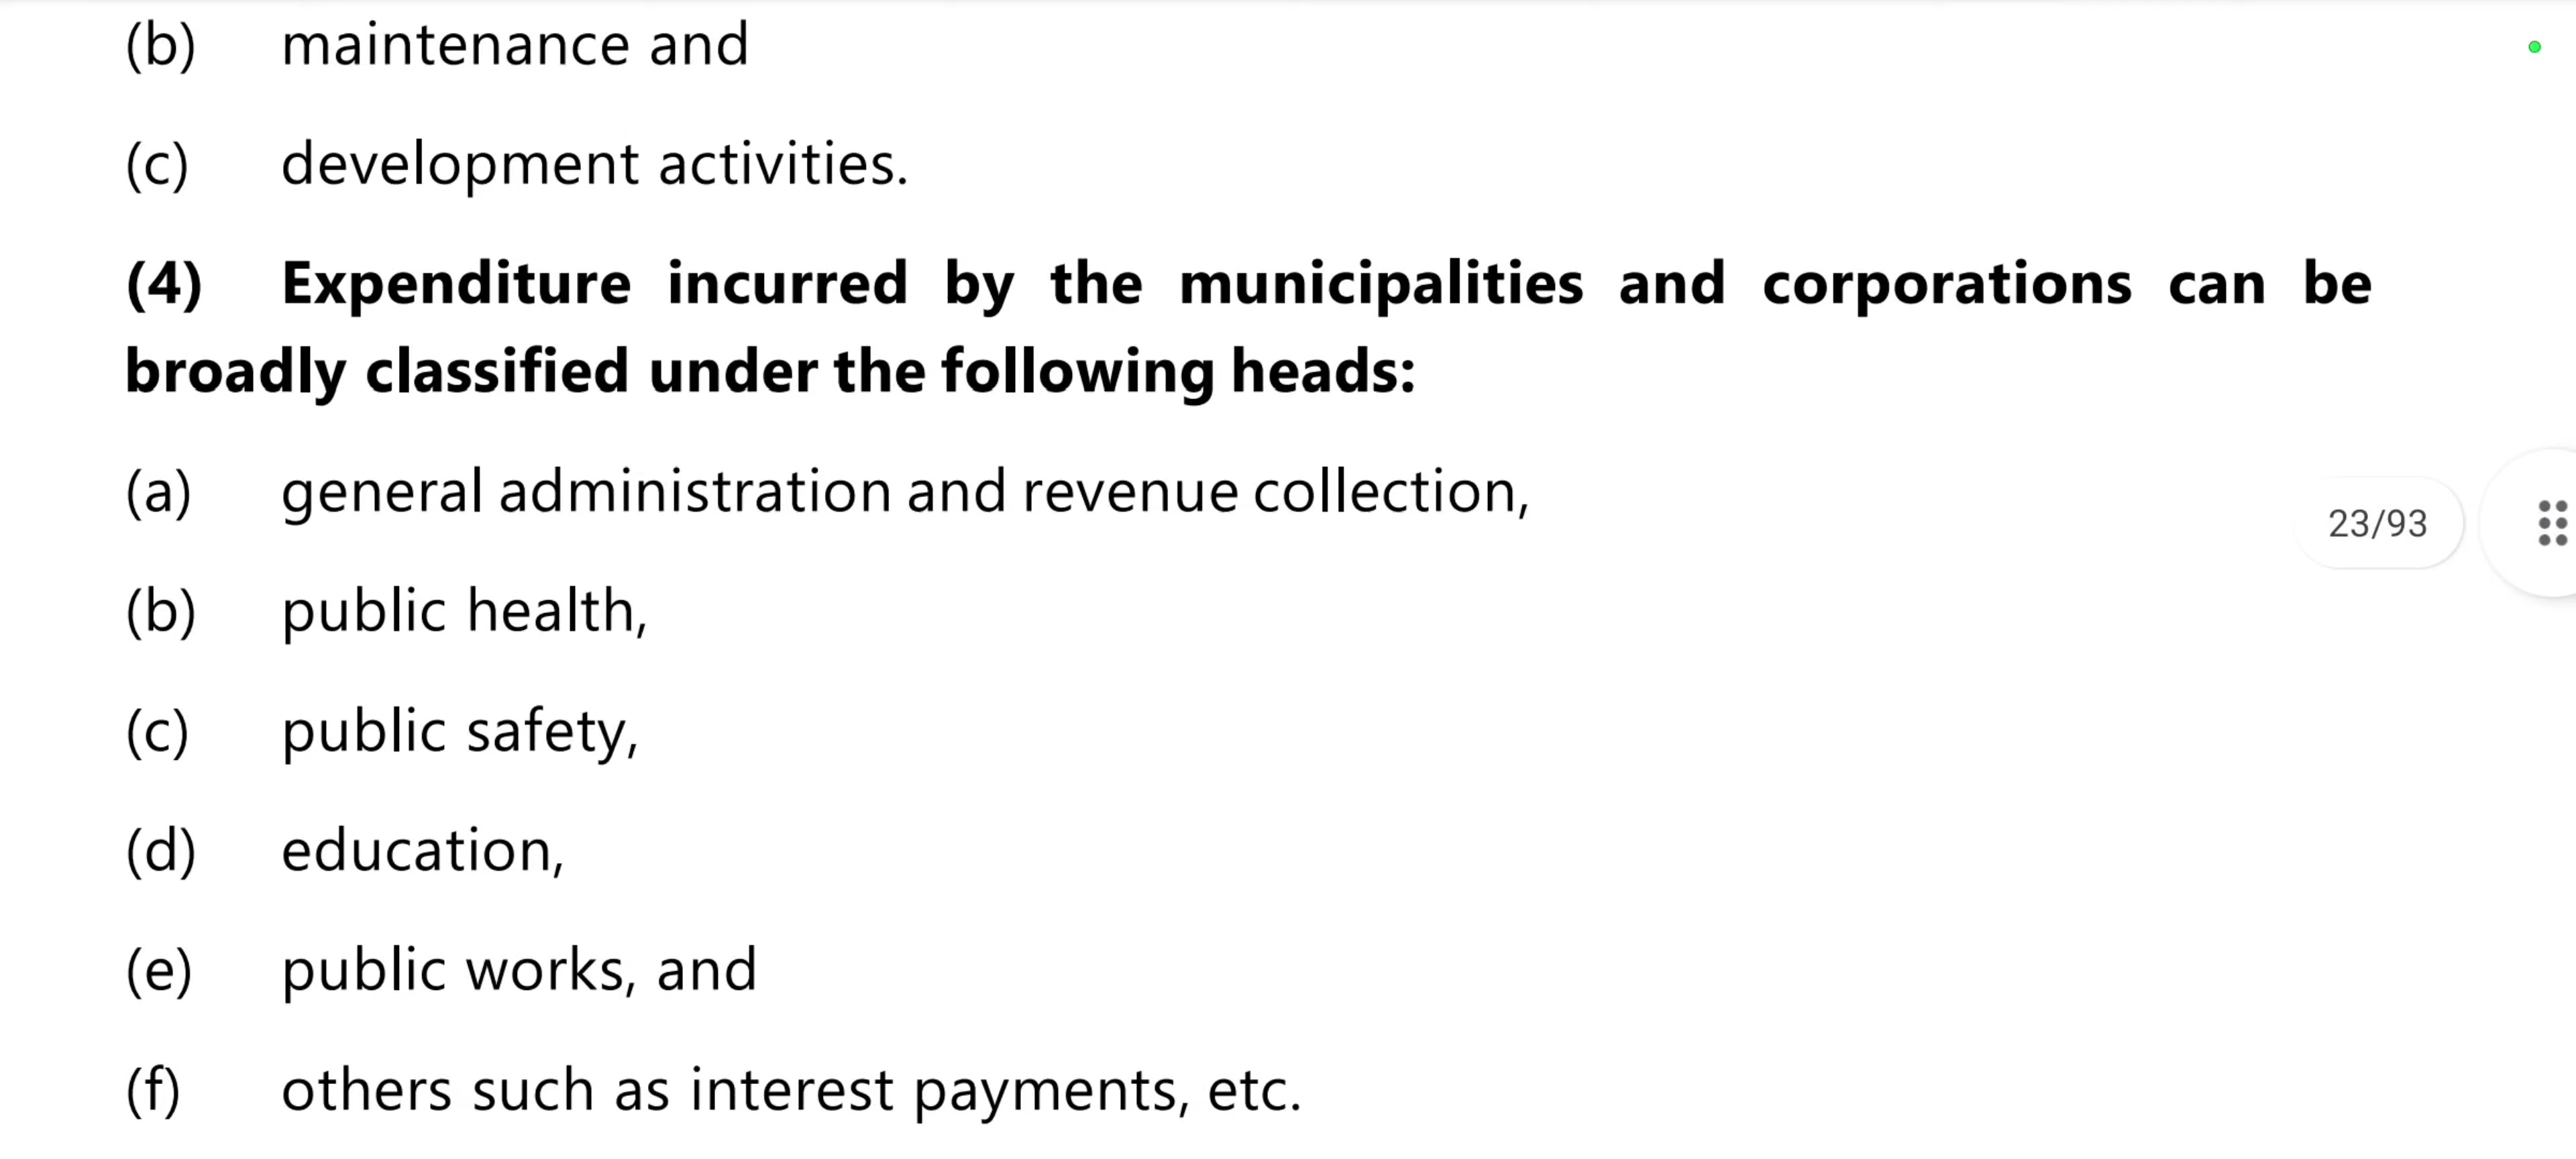 (b) maintenance and
(c) development activities.
(4) Expenditure incurred by the municipalities and corporations can be
broadly classified under the following heads:
(a) general administration and revenue collection,
23/93
(b) public health,
(c) public safety,
(d) education,
(e) public works, and
(f) others such as interest payments, etc.